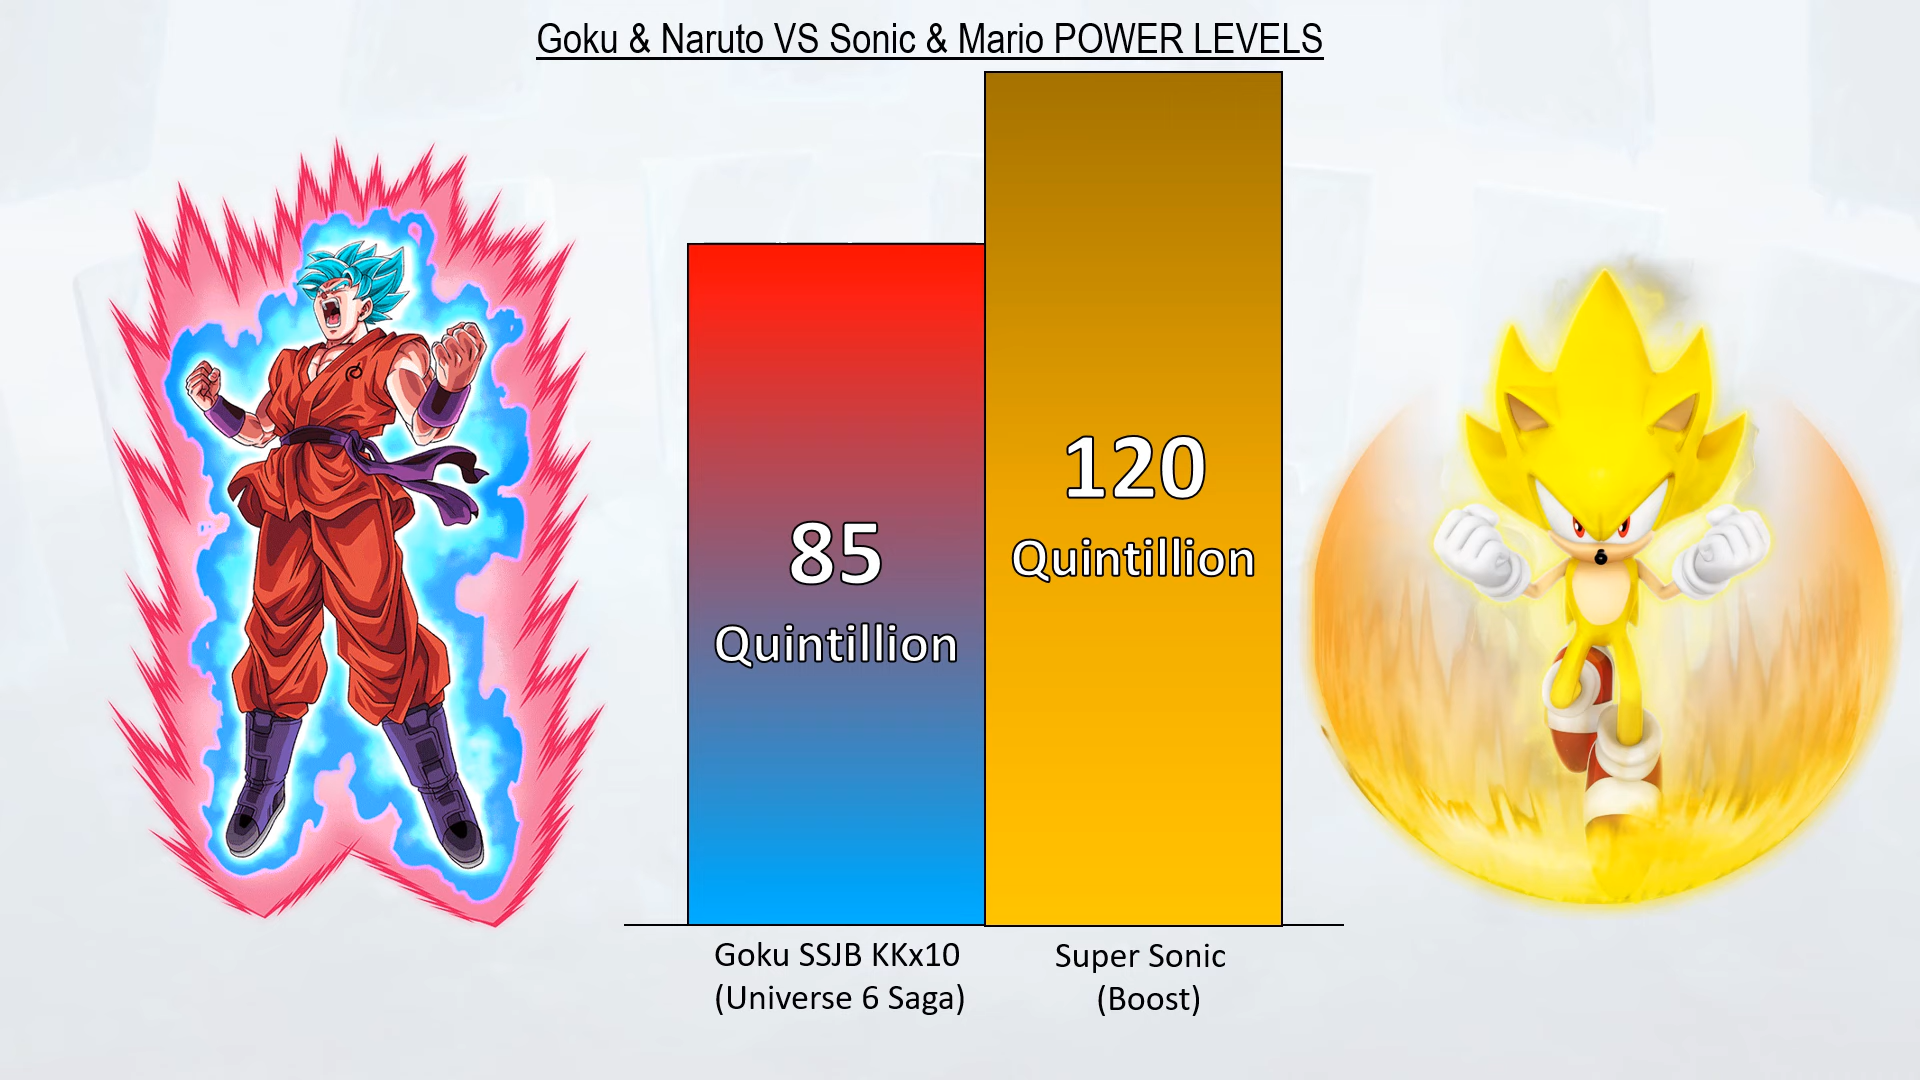 Goku & Naruto VS Sonic & Mario POWER LEVELS
85
Quintillion
120
Quintillion
Goku SSJB KKx10
(Universe 6 Saga)
Super Sonic
(Boost)